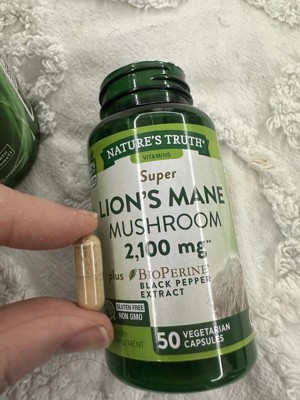 NATURE'S TRUTH®
VITAMINS
Super
LION'S MANE
MUSHROOM
2,100 mg**
plus BIOPERINE
BLACK PEPPER
EXTRACT
GLUTEN FREE
NON GMO
50 VEGETARIAN
CAPSULES